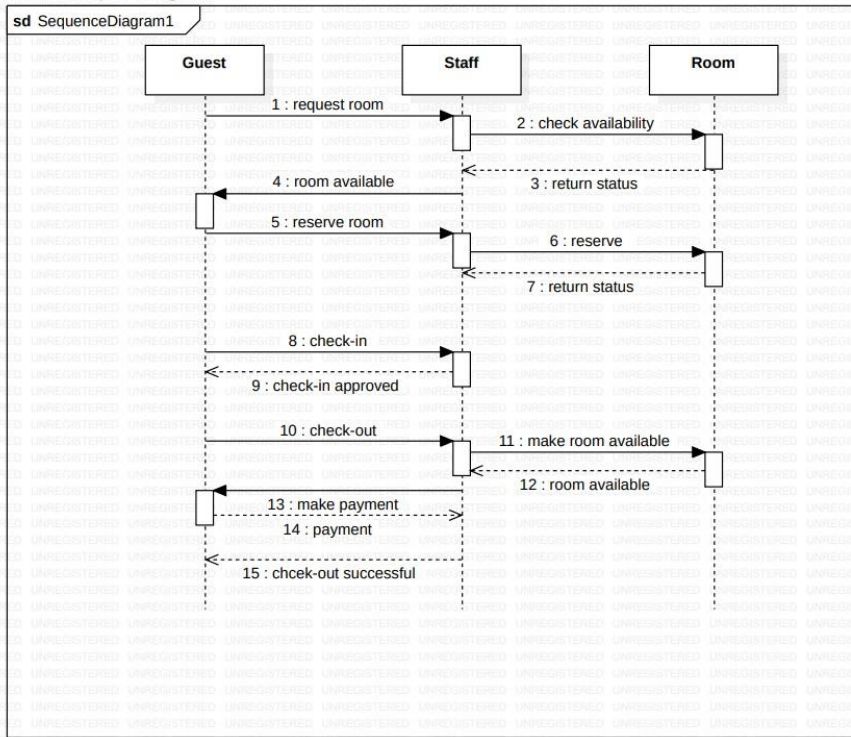 sd SequenceDiagram1
Guest
Staff
Room
1 : request room
2 : check availability
3 : return status
4 : room available
5 : reserve room
6 : reserve
7 : return status
8 : check-in
9 : check-in approved
10 : check-out
11 : make room available
12 : room available
13 : make payment
14 : payment
15 : chcek-out successful
UNREGISTERED